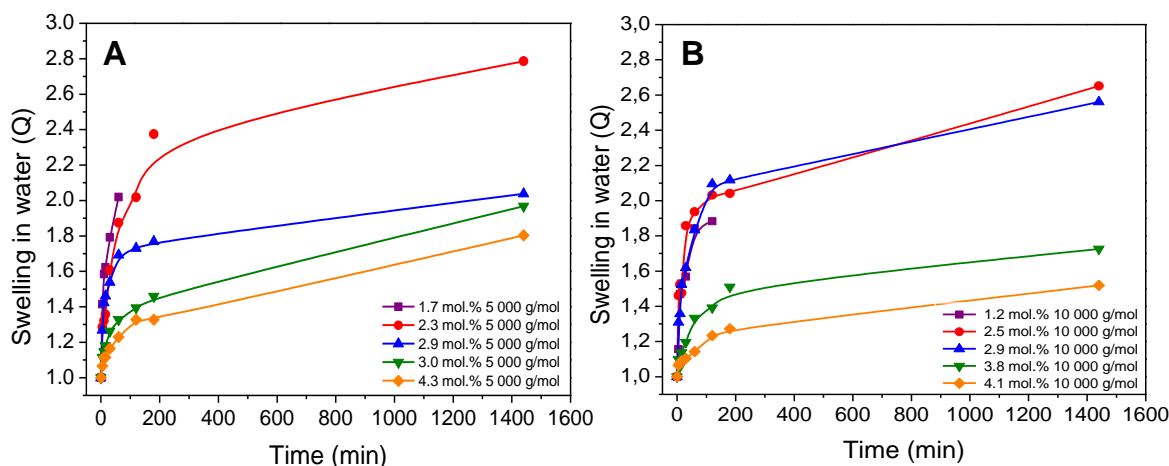 A
Swelling in water (Q)
3.0
2.8
2.6
2.4
2.2
2.0
1.8
1.6
1.4
1.2
1.0
1.7 mol.% 5 000 g/mol
2.3 mol.% 5 000 g/mol
2.9 mol.% 5 000 g/mol
3.0 mol.% 5 000 g/mol
4.3 mol.% 5 000 g/mol
0 200 400 600 800 1000 1200 1400 1600
Time (min)
B
Swelling in water (Q)
3,0
2,8
2,6
2,4
2,2
2,0
1,8
1,6
1,4
1,2
1,0
1.2 mol.% 10 000 g/mol
2.5 mol.% 10 000 g/mol
2.9 mol.% 10 000 g/mol
3.8 mol.% 10 000 g/mol
4.1 mol.% 10 000 g/mol
0 200 400 600 800 1000 1200 1400 1600
Time (min)